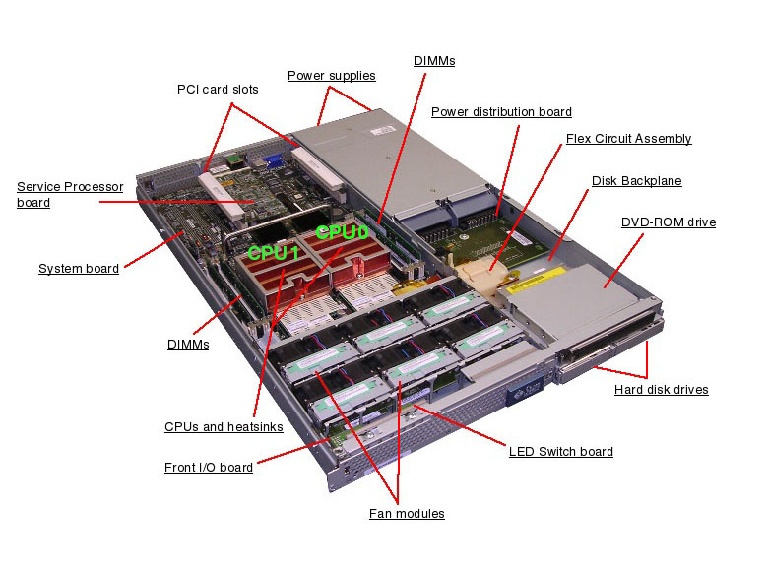 DIMMs
Power supplies
PCI card slots
Power distribution board
Flex Circuit Assembly
Service Processor
board
Disk Backplane
DVD-ROM drive
CPU0
CPU1
System board
DIMMs
Hard disk drives
CPUs and heatsinks
LED Switch board
Front I/O board
Fan modules